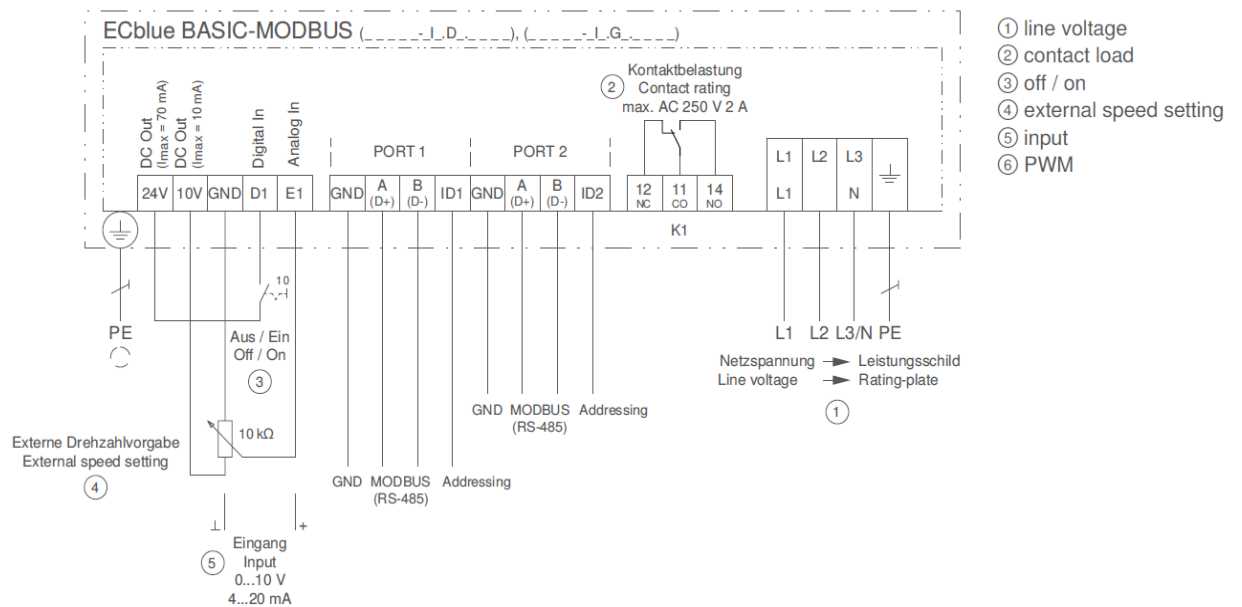 ECblue BASIC-MODBUS (_ _ _ _ _-_I_.D_._ _ _ _), (_ _ _ _ _-_I_.G_._ _ _ _)
① line voltage
② contact load
③ off / on
④ external speed setting
⑤ input
⑥ PWM
DC Out
(Imax = 70 mA)
DC Out
(Imax = 10 mA)
Digital In
Analog In
PORT 1
PORT 2
②
Kontaktbelastung
Contact rating
max. AC 250 V 2 A
24V 10V GND D1 E1
GND A (D+) B (D-) ID1 GND A (D+) B (D-) ID2
12 NC 11 CO 14 NO
K1
L1 L2 L3
L1 N
PE
10
Aus / Ein
Off / On
③
L1 L2 L3/N PE
Netzspannung Leistungsschild
Line voltage Rating-plate
①
GND MODBUS Addressing
(RS-485)
10 kΩ
Externe Drehzahlvorgabe
External speed setting
④
GND MODBUS Addressing
(RS-485)
⊥ +
⑤
Eingang
Input
0...10 V
4...20 mA